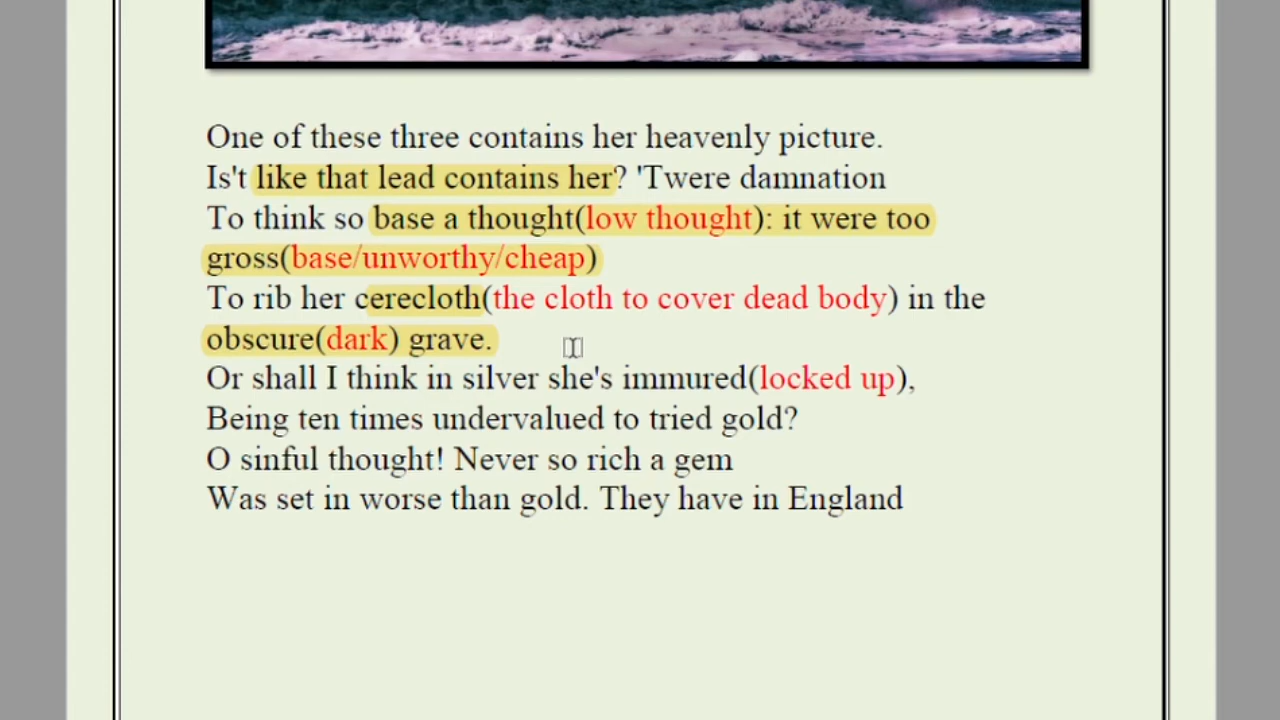 One of these three contains her heavenly picture.
Is't like that lead contains her? 'Twere damnation
To think so base a thought(low thought): it were too
gross(base/unworthy/cheap)
To rib her cerecloth(the cloth to cover dead body) in the
obscure(dark) grave.
Or shall I think in silver she's immured(locked up),
Being ten times undervalued to tried gold?
O sinful thought! Never so rich a gem
Was set in worse than gold. They have in England